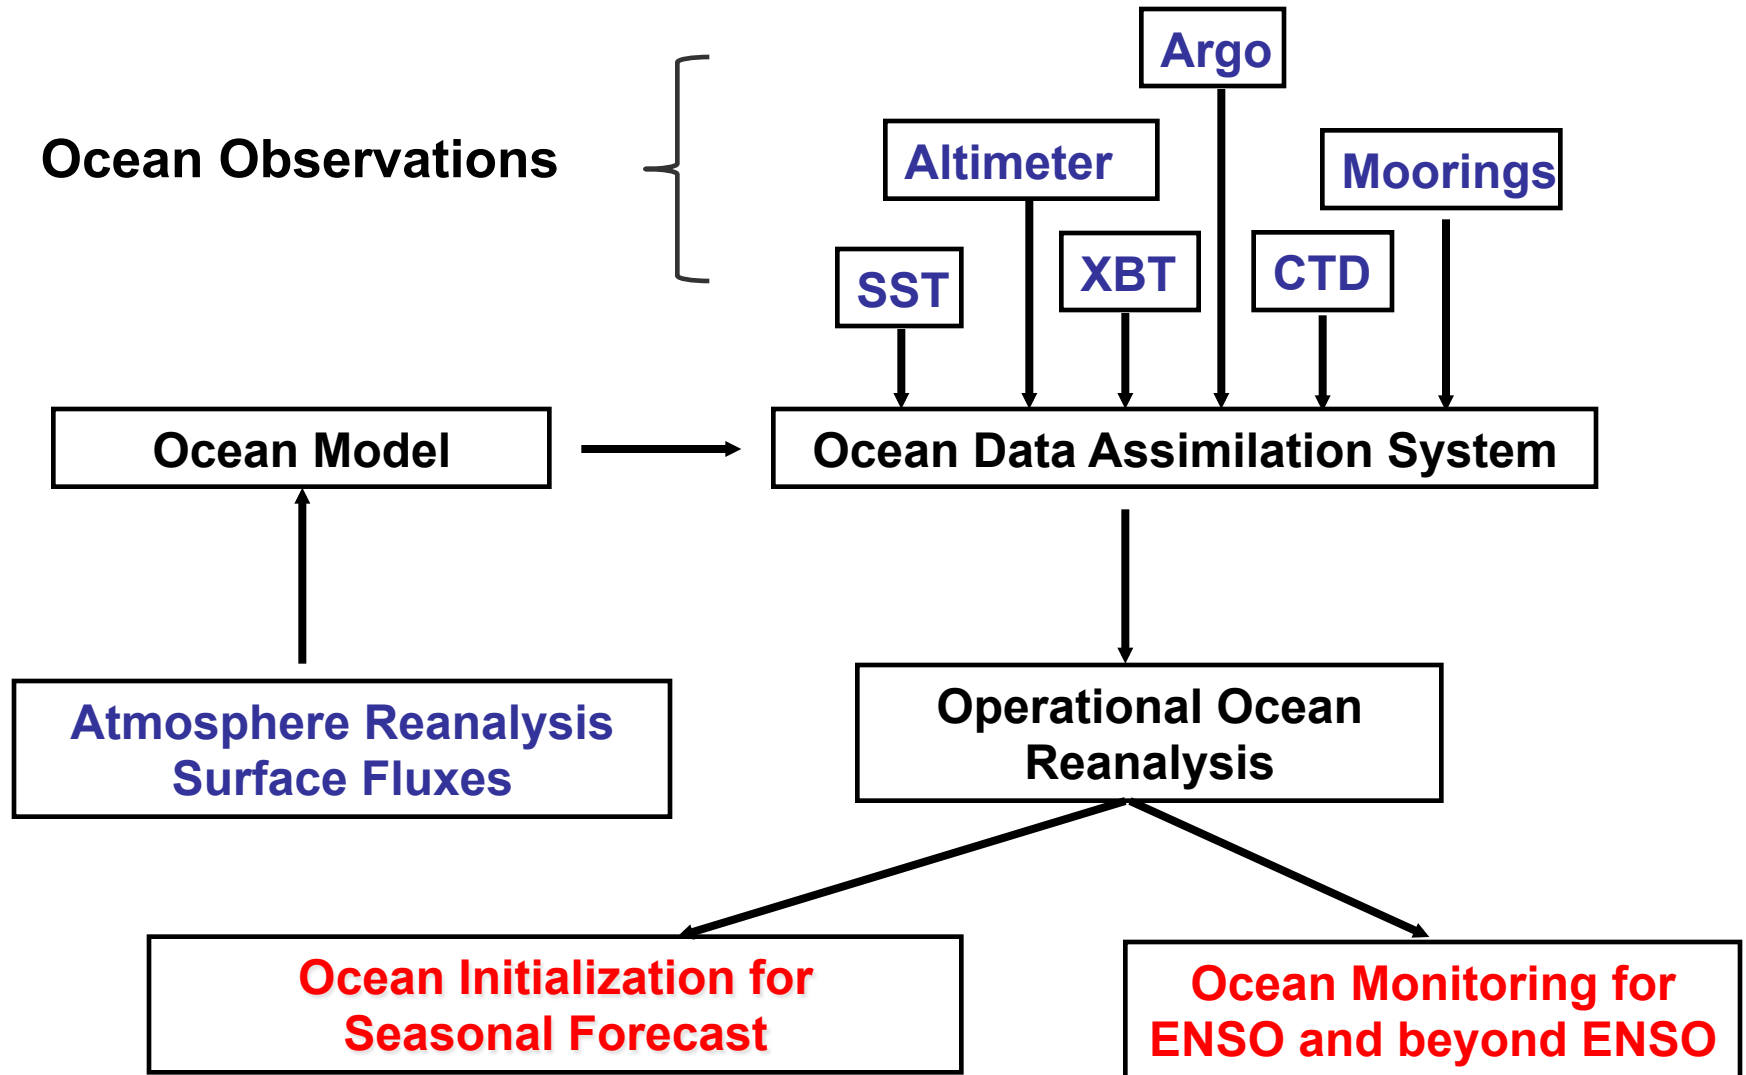 Argo
Ocean Observations
Altimeter
Moorings
SST
XBT
CTD
Ocean Model
Ocean Data Assimilation System
Atmosphere Reanalysis
Surface Fluxes
Operational Ocean
Reanalysis
Ocean Initialization for
Seasonal Forecast
Ocean Monitoring for
ENSO and beyond ENSO